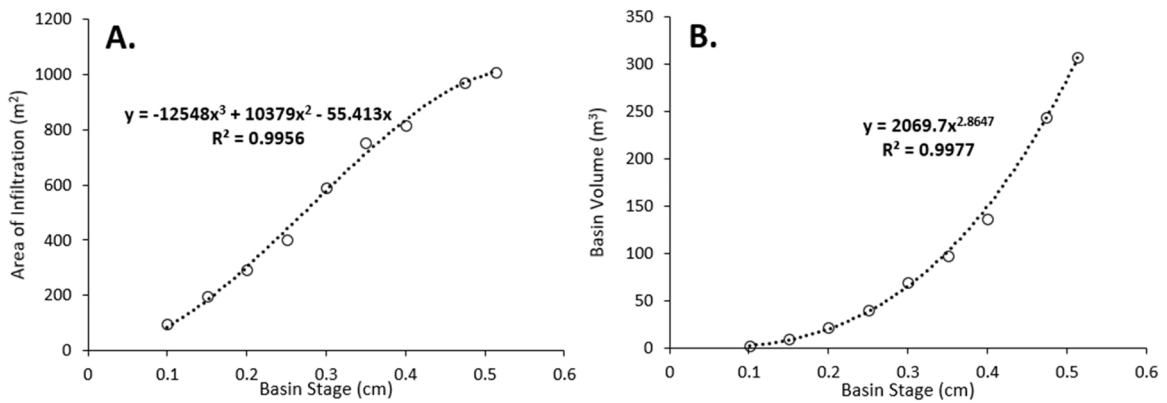 A.
1200
1000
800
600
400
200
0
Area of Infiltration (m²)
y = -12548x³ + 10379x² - 55.413x
R² = 0.9956
0 0.1 0.2 0.3 0.4 0.5 0.6
Basin Stage (cm)
B.
350
300
250
200
150
100
50
0
Basin Volume (m³)
y = 2069.7x^2.8647
R² = 0.9977
0 0.1 0.2 0.3 0.4 0.5 0.6
Basin Stage (cm)